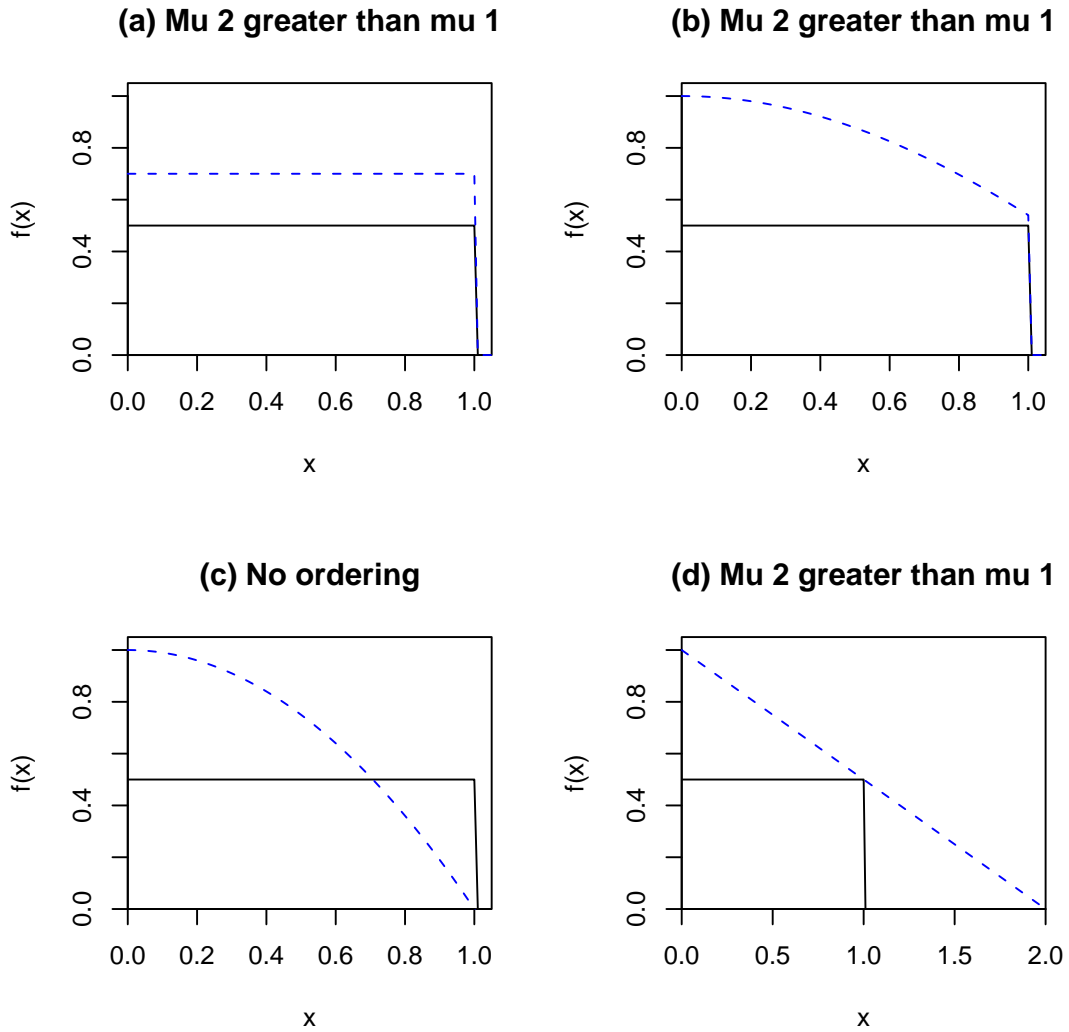 (a) Mu 2 greater than mu 1
f(x)
0.0 0.4 0.8
0.0 0.2 0.4 0.6 0.8 1.0
x
(b) Mu 2 greater than mu 1
f(x)
0.0 0.4 0.8
0.0 0.2 0.4 0.6 0.8 1.0
x
(c) No ordering
f(x)
0.0 0.4 0.8
0.0 0.2 0.4 0.6 0.8 1.0
x
(d) Mu 2 greater than mu 1
f(x)
0.0 0.4 0.8
0.0 0.5 1.0 1.5 2.0
x